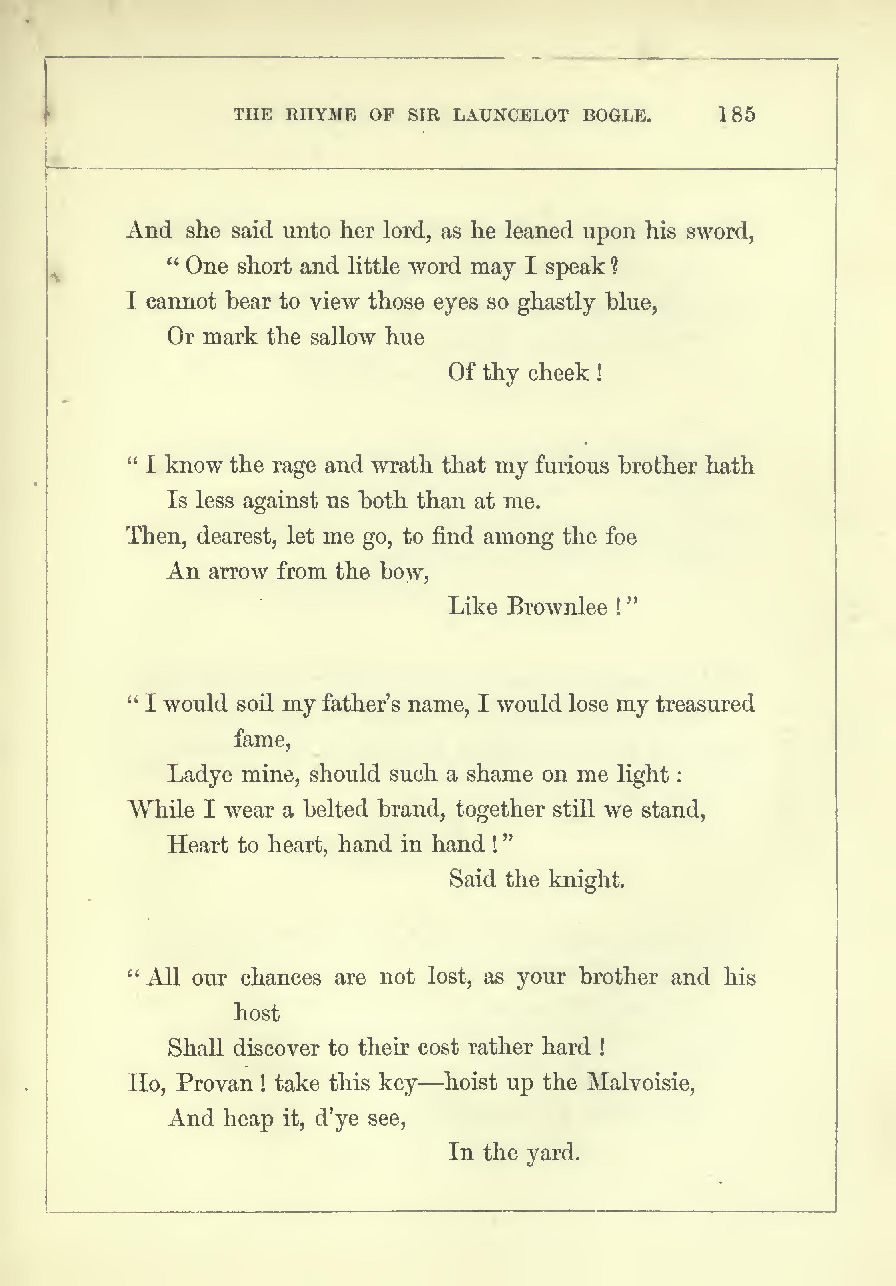 THE RHYME OF SIR LAUNCELOT BOGLE. 185
And she said unto her lord, as he leaned upon his sword,
“ One short and little word may I speak ?
I cannot bear to view those eyes so ghastly blue,
Or mark the sallow hue
Of thy cheek !
“ I know the rage and wrath that my furious brother hath
Is less against us both than at me.
Then, dearest, let me go, to find among the foe
An arrow from the bow,
Like Brownlee ! ”
“ I would soil my father’s name, I would lose my treasured
fame,
Ladye mine, should such a shame on me light :
While I wear a belted brand, together still we stand,
Heart to heart, hand in hand ! ”
Said the knight.
“ All our chances are not lost, as your brother and his
host
Shall discover to their cost rather hard !
Ho, Provan ! take this key—hoist up the Malvoisie,
And heap it, d’ye see,
In the yard.